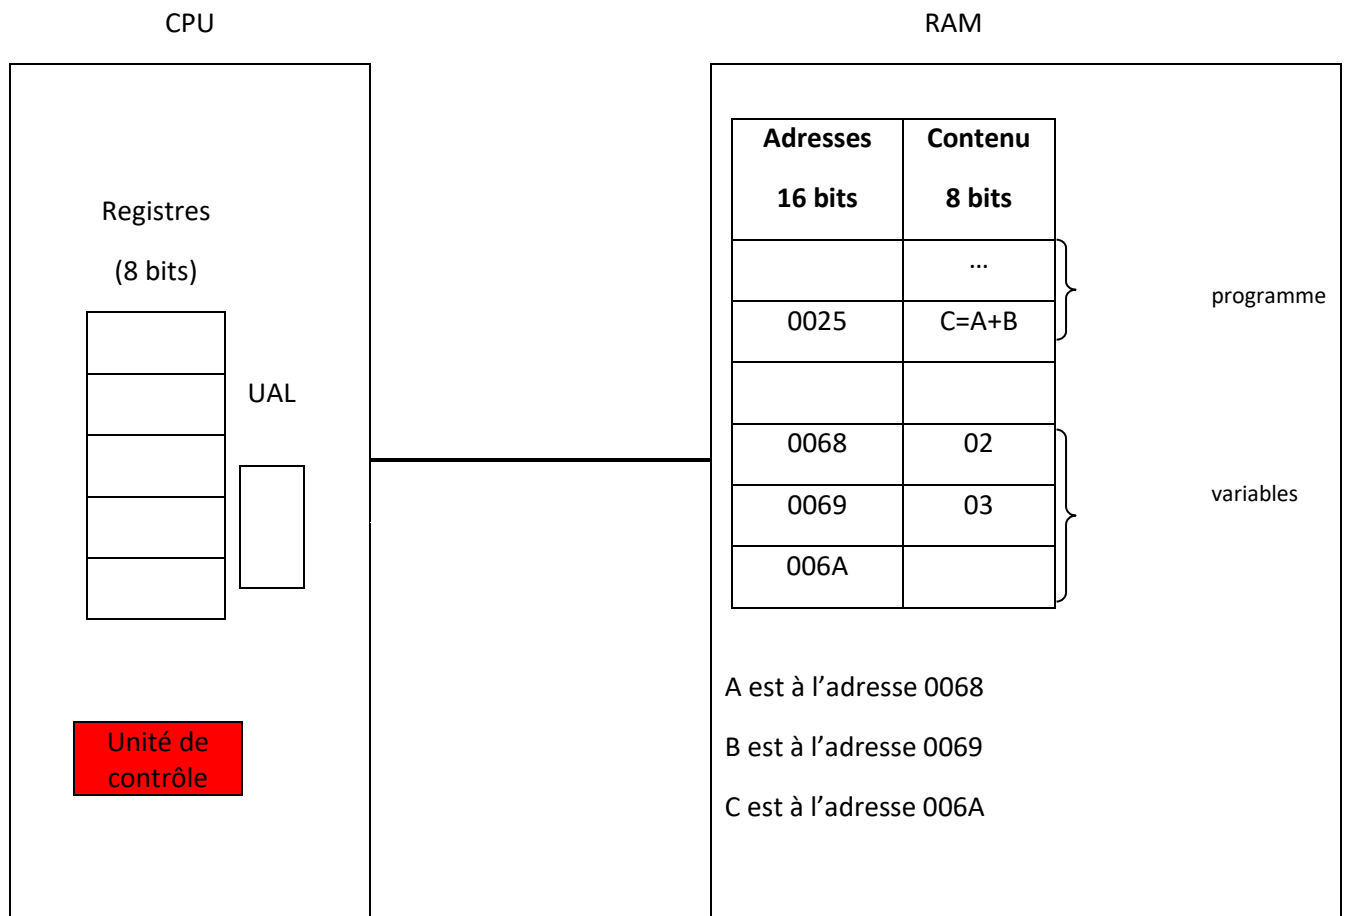 CPU
RAM
Registres
(8 bits)
UAL
Unité de
contrôle
Adresses
16 bits
Contenu
8 bits
...
0025 C=A+B
0068 02
0069 03
006A
programme
variables
A est à l’adresse 0068
B est à l’adresse 0069
C est à l’adresse 006A